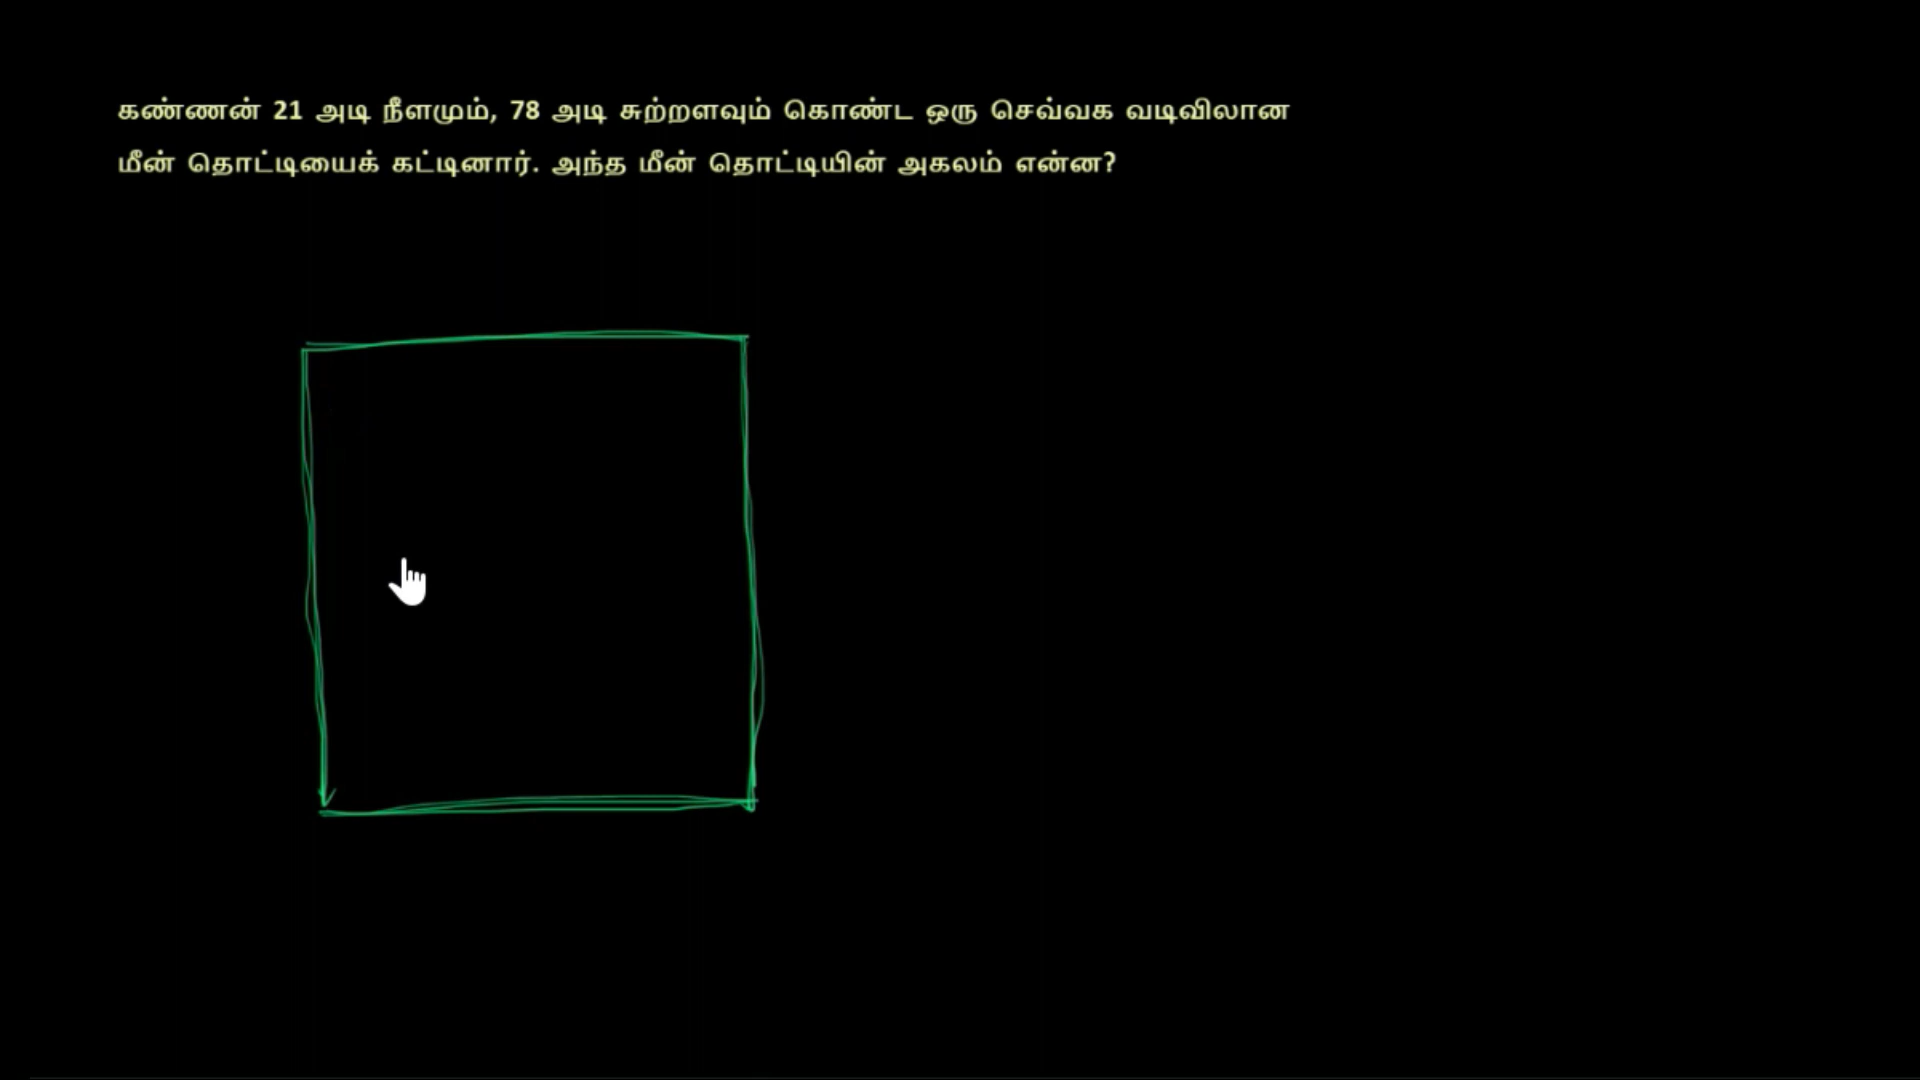 கண்ணன் 21 அடி நீளமும், 78 அடி சுற்றளவும் கொண்ட ஒரு செவ்வக வடிவிலான
மீன் தொட்டியைக் கட்டினார். அந்த மீன் தொட்டியின் அகலம் என்ன?